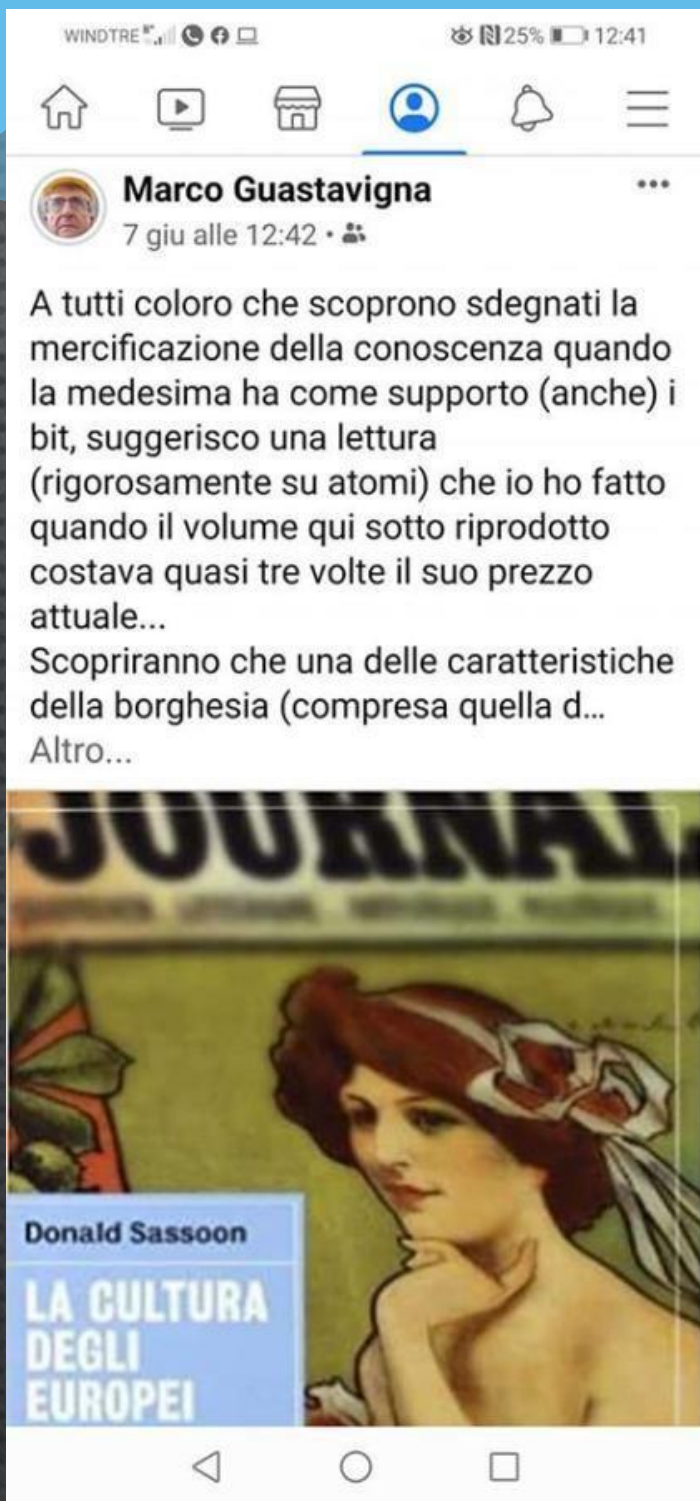 WINDTRE 25% 12:41
Marco Guastavigna
7 giu alle 12:42 •
A tutti coloro che scoprono sdegnati la
mercificazione della conoscenza quando
la medesima ha come supporto (anche) i
bit, suggerisco una lettura
(rigorosamente su atomi) che io ho fatto
quando il volume qui sotto riprodotto
costava quasi tre volte il suo prezzo
attuale...
Scopriranno che una delle caratteristiche
della borghesia (compresa quella d...
Altro...
JOURNAL
Donald Sassoon
LA CULTURA
DEGLI
EUROPEI